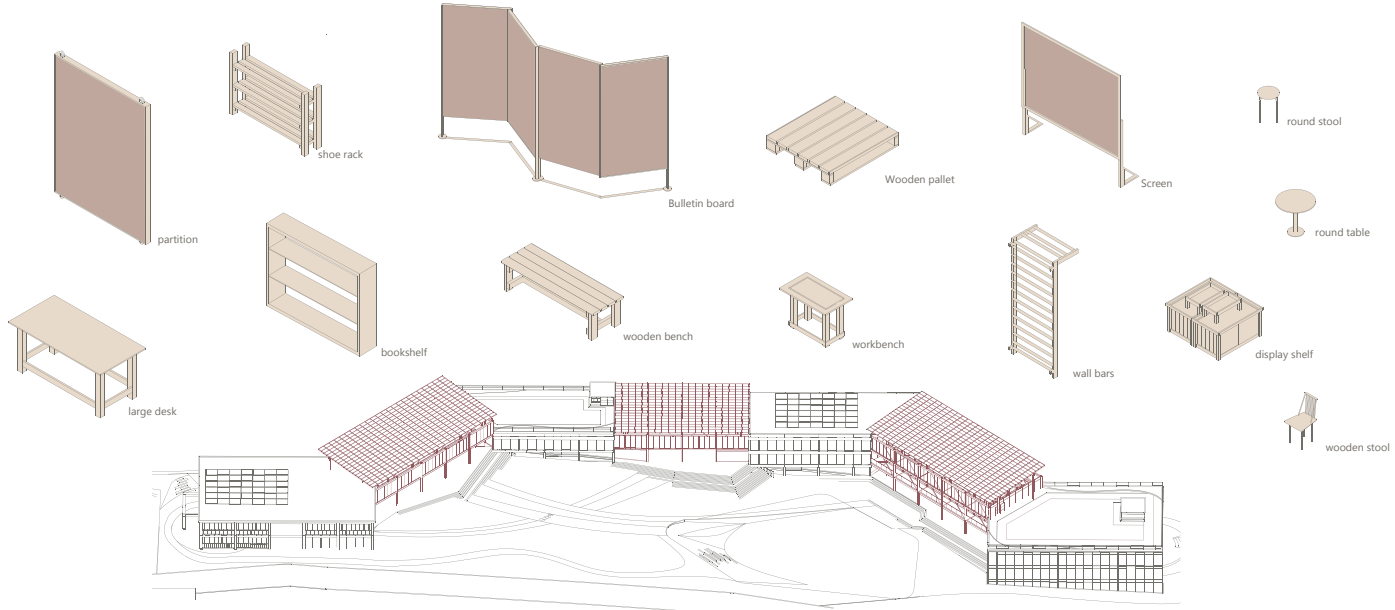 shoe rack
round stool
Wooden pallet
Screen
Bulletin board
partition
round table
wooden bench
workbench
bookshelf
display shelf
wall bars
large desk
wooden stool